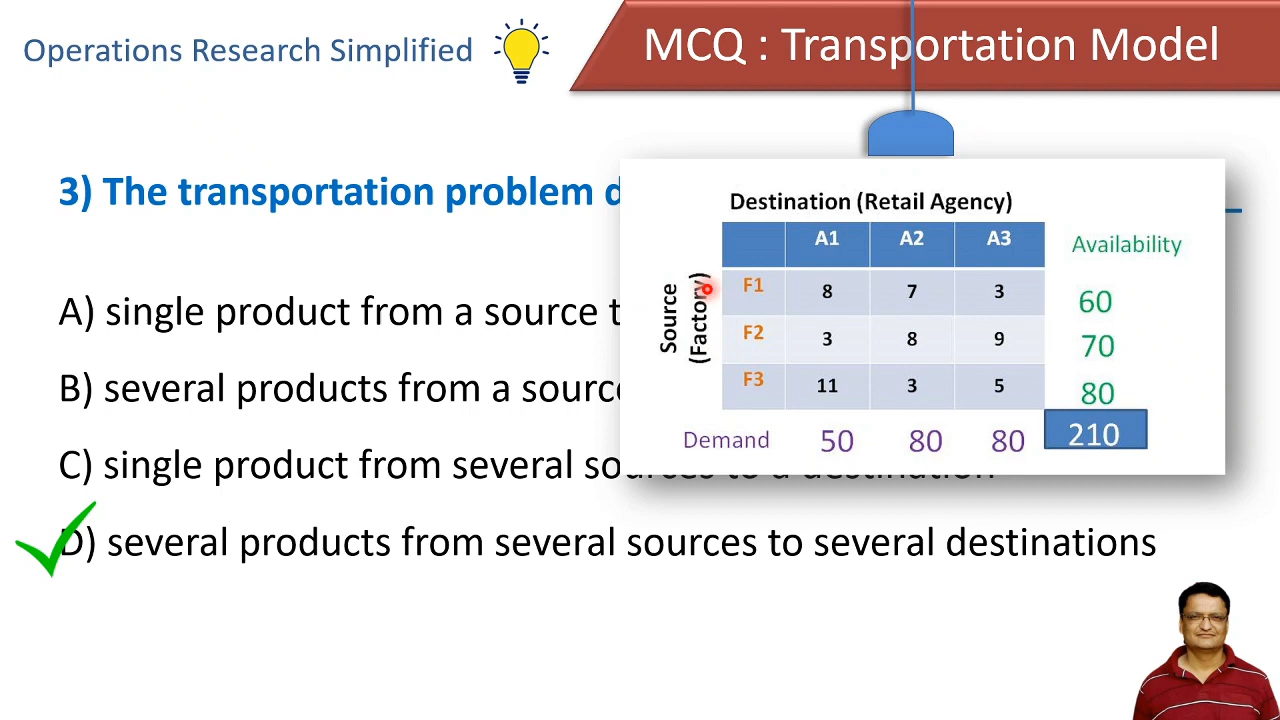 Operations Research Simplified
MCQ : Transportation Model
3) The transportation problem d
A) single product from a source t
B) several products from a source
C) single product from several sources to a destination
D) several products from several sources to several destinations
Destination (Retail Agency)
A1 A2 A3 Availability
Source (Factory)
F1 8 7 3 60
F2 3 8 9 70
F3 11 3 5 80
Demand 50 80 80 210